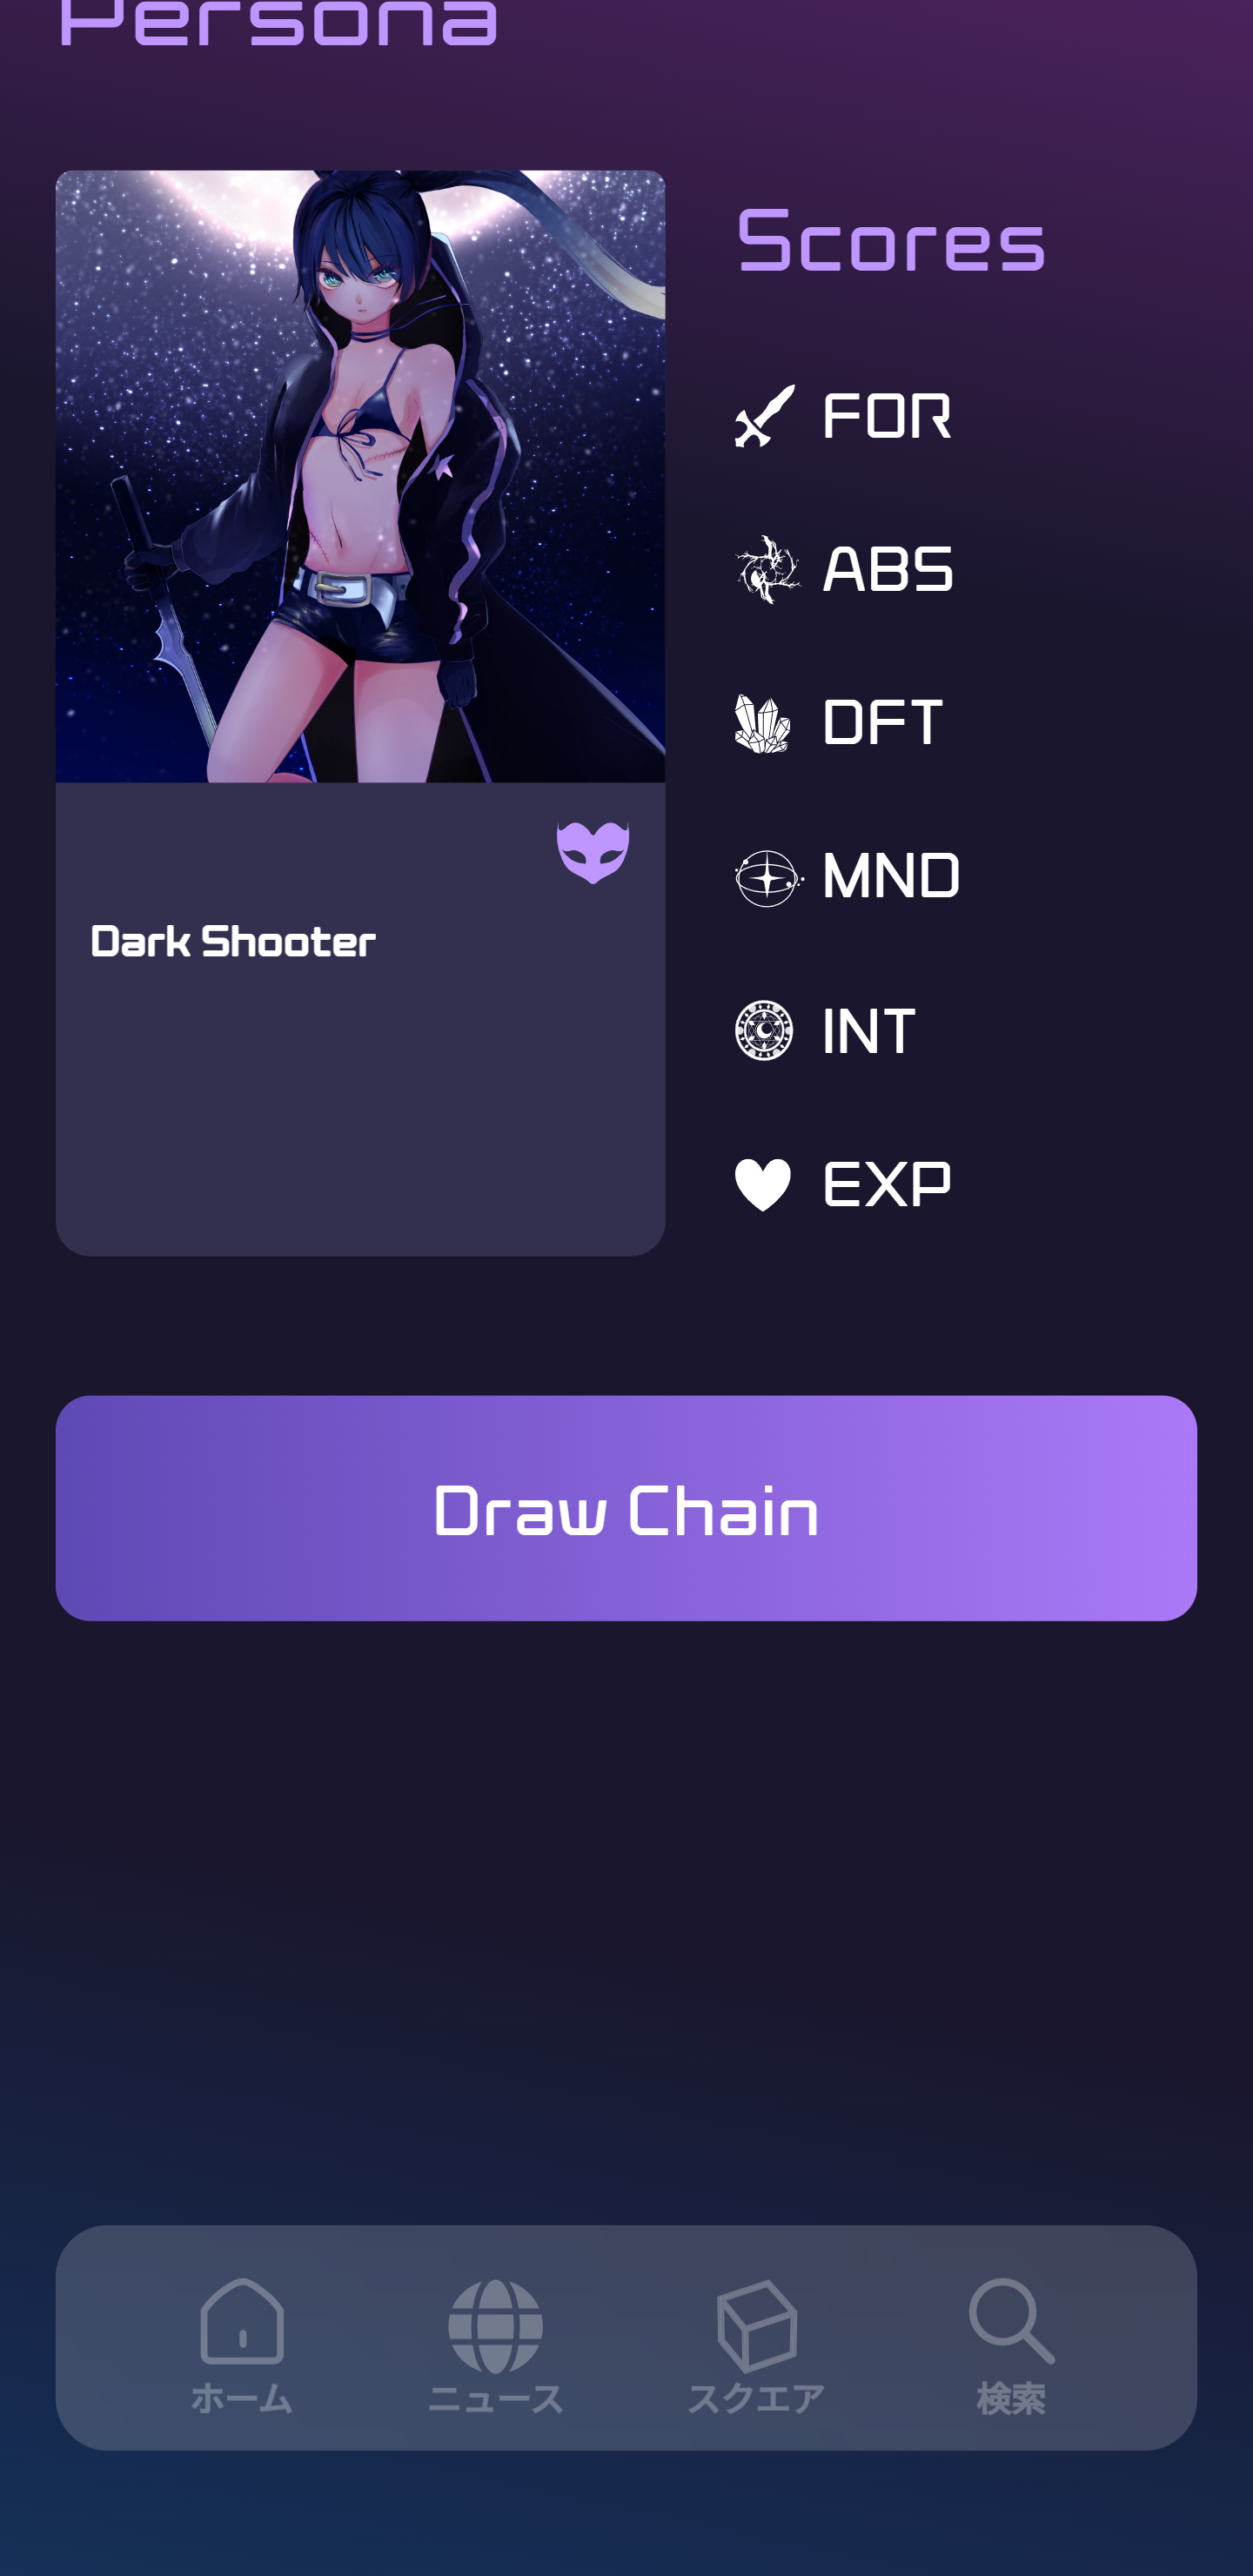 Persona
Scores
FOR
ABS
DFT
MND
INT
EXP
Dark Shooter
Draw Chain
ホーム
ニュース
スクエア
検索